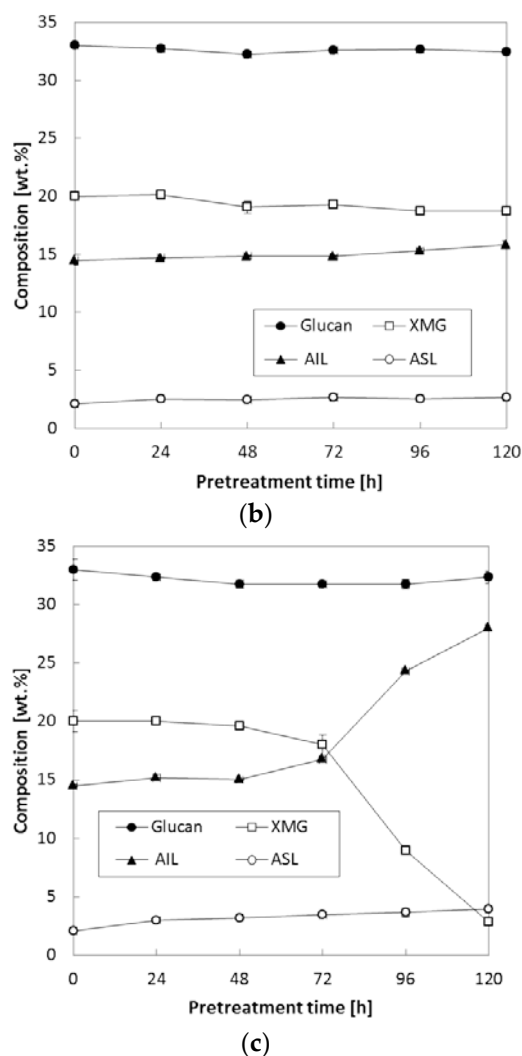 35
30
25
20
15
10
5
0
Composition [wt.%]
Glucan XMG
AIL ASL
0 24 48 72 96 120
Pretreatment time [h]
(b)
35
30
25
20
15
10
5
0
Composition [wt.%]
Glucan XMG
AIL ASL
0 24 48 72 96 120
Pretreatment time [h]
(c)